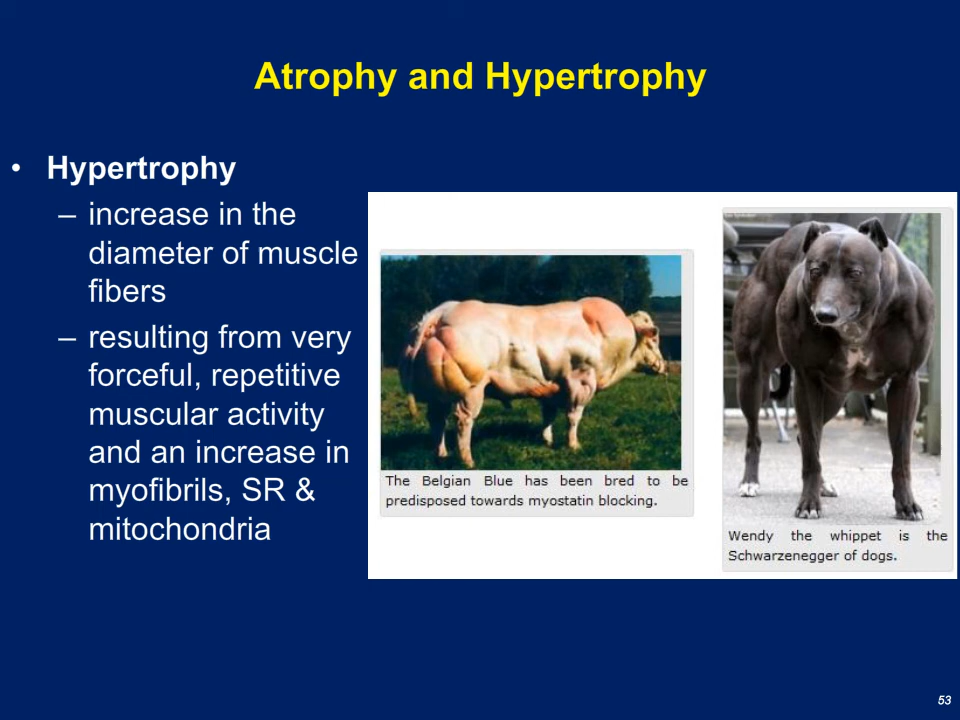 Atrophy and Hypertrophy
• Hypertrophy
– increase in the
diameter of muscle
fibers
– resulting from very
forceful, repetitive
muscular activity
and an increase in
myofibrils, SR &
mitochondria
The Belgian Blue has been bred to be
predisposed towards myostatin blocking.
Wendy the whippet is the
Schwarzenegger of dogs.
53